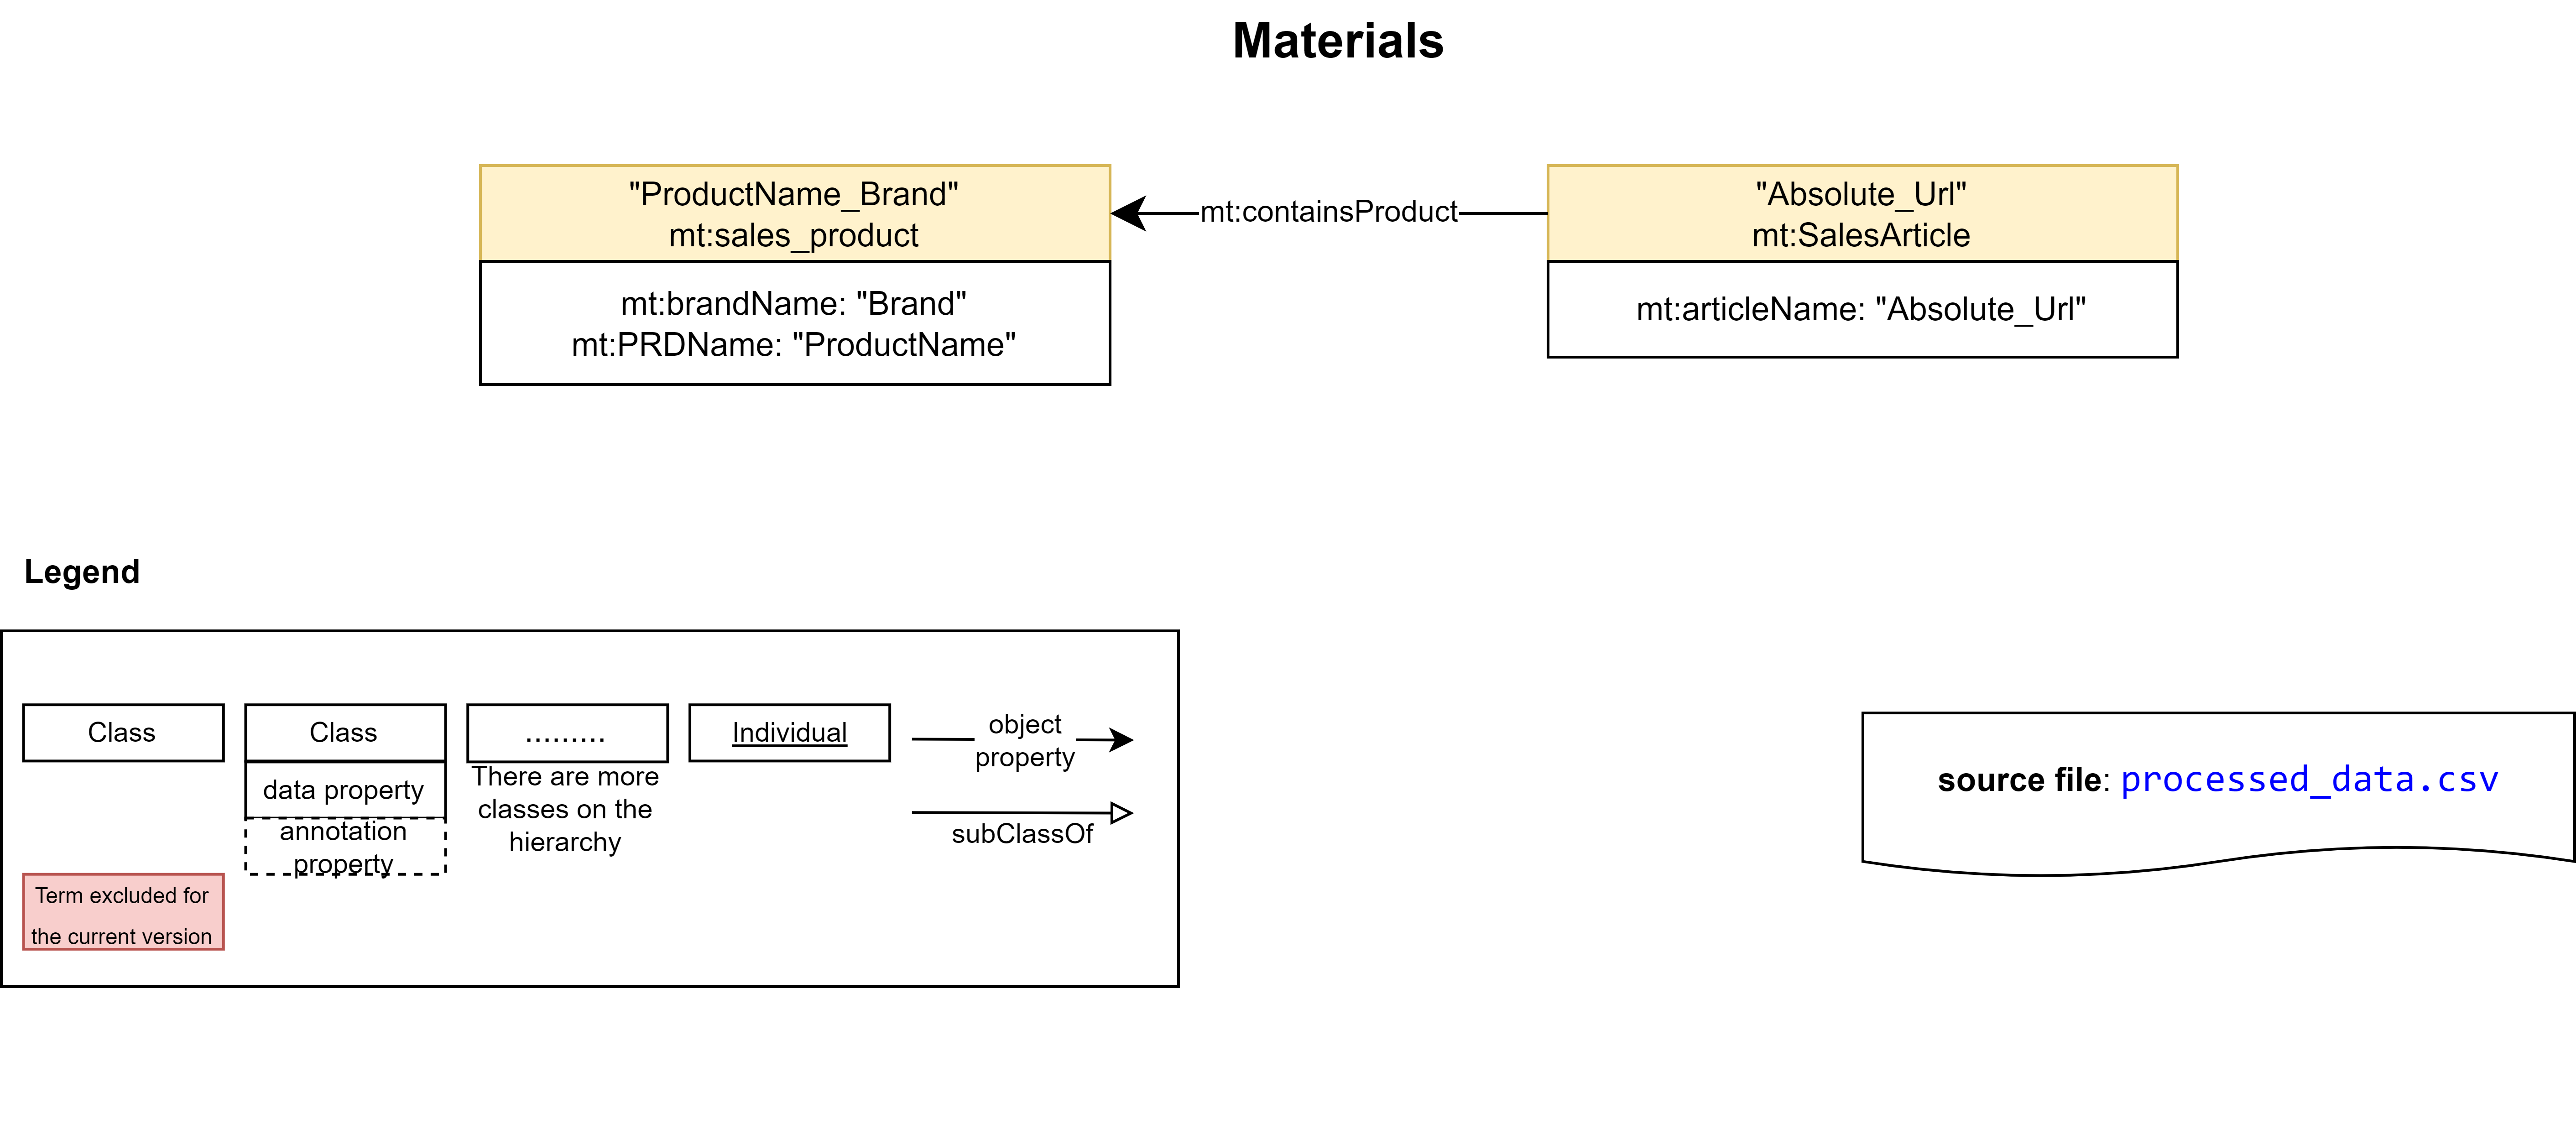 Materials
"ProductName_Brand"
mt:sales_product
mt:brandName: "Brand"
mt:PRDName: "ProductName"
mt:containsProduct
"Absolute_Url"
mt:SalesArticle
mt:articleName: "Absolute_Url"
Legend
Class
Class
data property
annotation
property
.........
There are more
classes on the
hierarchy
Individual
object
property
subClassOf
Term excluded for
the current version
source file: processed_data.csv